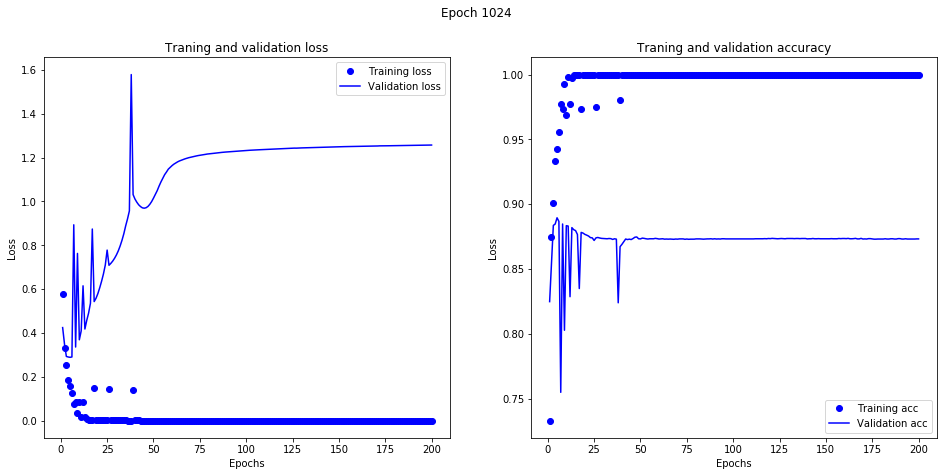 Epoch 1024
Traning and validation loss
Loss
1.6
1.4
1.2
1.0
0.8
0.6
0.4
0.2
0.0
Training loss
Validation loss
0 25 50 75 100 125 150 175 200
Epochs
Traning and validation accuracy
Loss
1.00
0.95
0.90
0.85
0.80
0.75
Training acc
Validation acc
0 25 50 75 100 125 150 175 200
Epochs